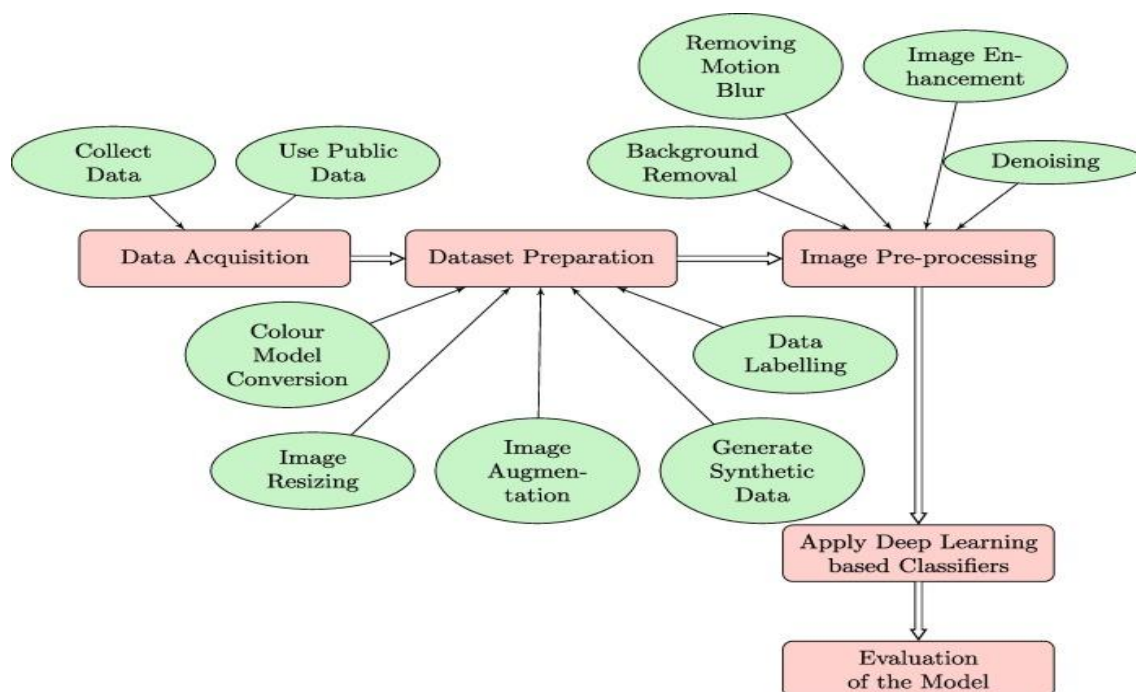 Removing
Motion
Blur
Image En-
hancement
Collect
Data
Use Public
Data
Background
Removal
Denoising
Data Acquisition
Dataset Preparation
Image Pre-processing
Colour
Model
Conversion
Data
Labelling
Image
Resizing
Image
Augmen-
tation
Generate
Synthetic
Data
Apply Deep Learning
based Classifiers
Evaluation
of the Model